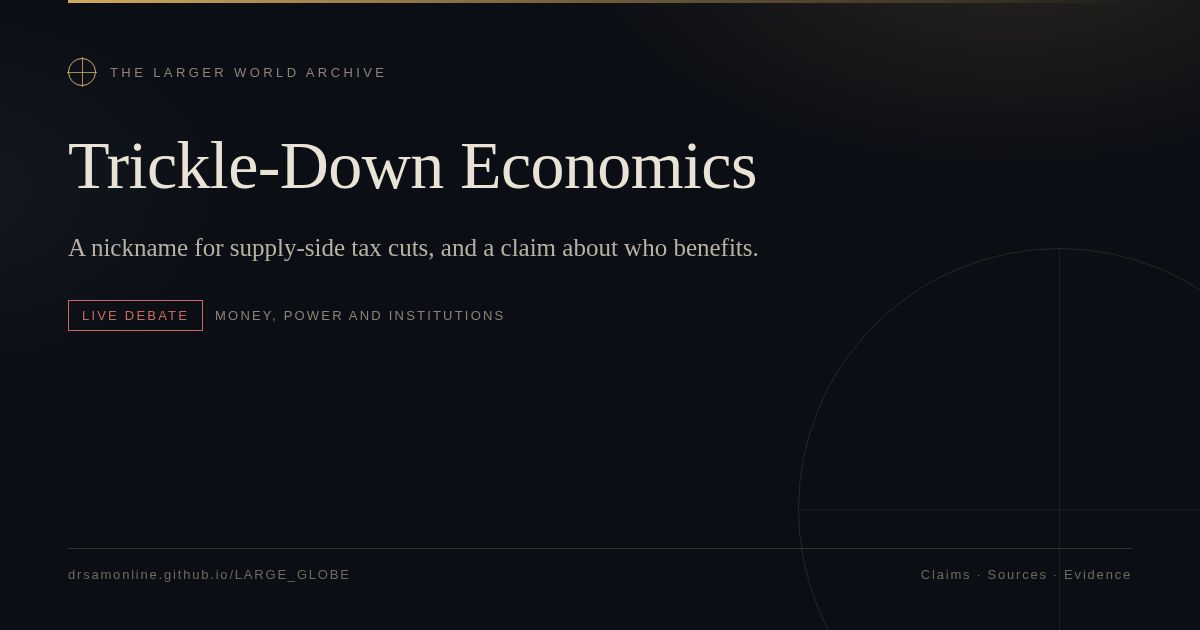 THE LARGER WORLD ARCHIVE
Trickle-Down Economics
A nickname for supply-side tax cuts, and a claim about who benefits.
LIVE DEBATE MONEY, POWER AND INSTITUTIONS
drsamonline.github.io/LARGE_GLOBE Claims · Sources · Evidence